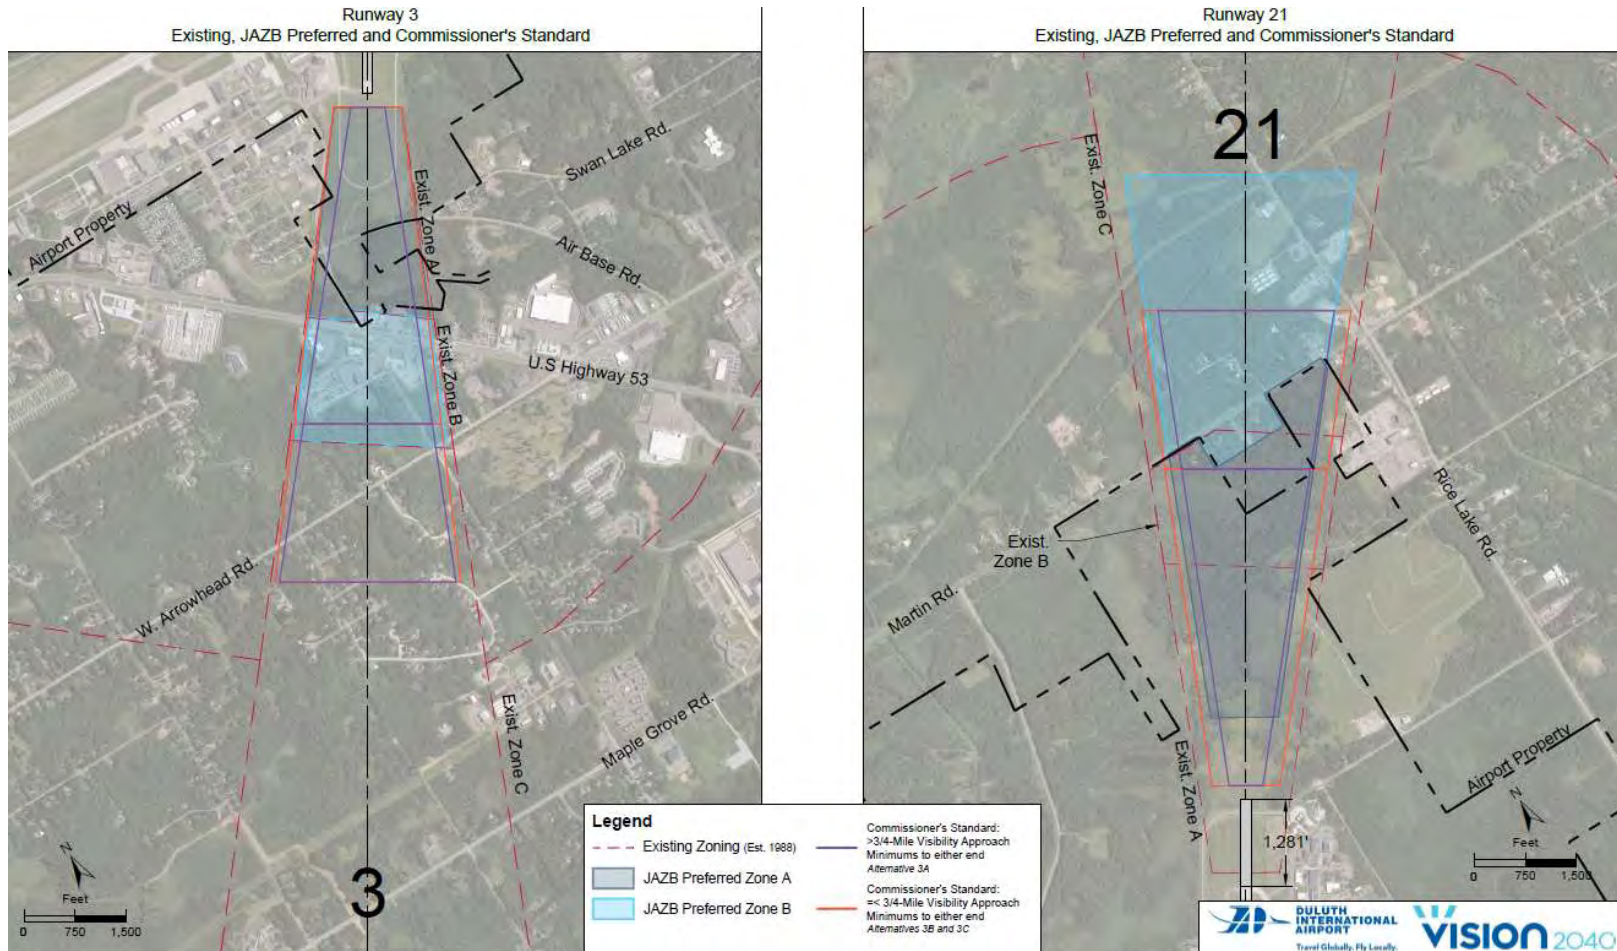 Runway 3
Existing, JAZB Preferred and Commissioner's Standard
Airport Property
Swan Lake Rd.
Exist. Zone A
Air Base Rd.
Exist. Zone B
U.S Highway 53
W. Arrowhead Rd.
Exist. Zone C
Maple Grove Rd.
N
Feet
0 750 1,500
3
Runway 21
Existing, JAZB Preferred and Commissioner's Standard
21
Exist. Zone C
Exist.
Zone B
Rice Lake Rd.
Martin Rd.
Exist. Zone A
Airport Property
1,281'
N
Feet
0 750 1,500
Legend
Existing Zoning (Est. 1988)
JAZB Preferred Zone A
JAZB Preferred Zone B
Commissioner's Standard:
>3/4-Mile Visibility Approach
Minimums to either end
Alternative 3A
Commissioner's Standard:
=< 3/4-Mile Visibility Approach
Minimums to either end
Alternatives 3B and 3C
DULUTH
INTERNATIONAL
AIRPORT
Travel Globally. Fly Locally.
VISION 2040